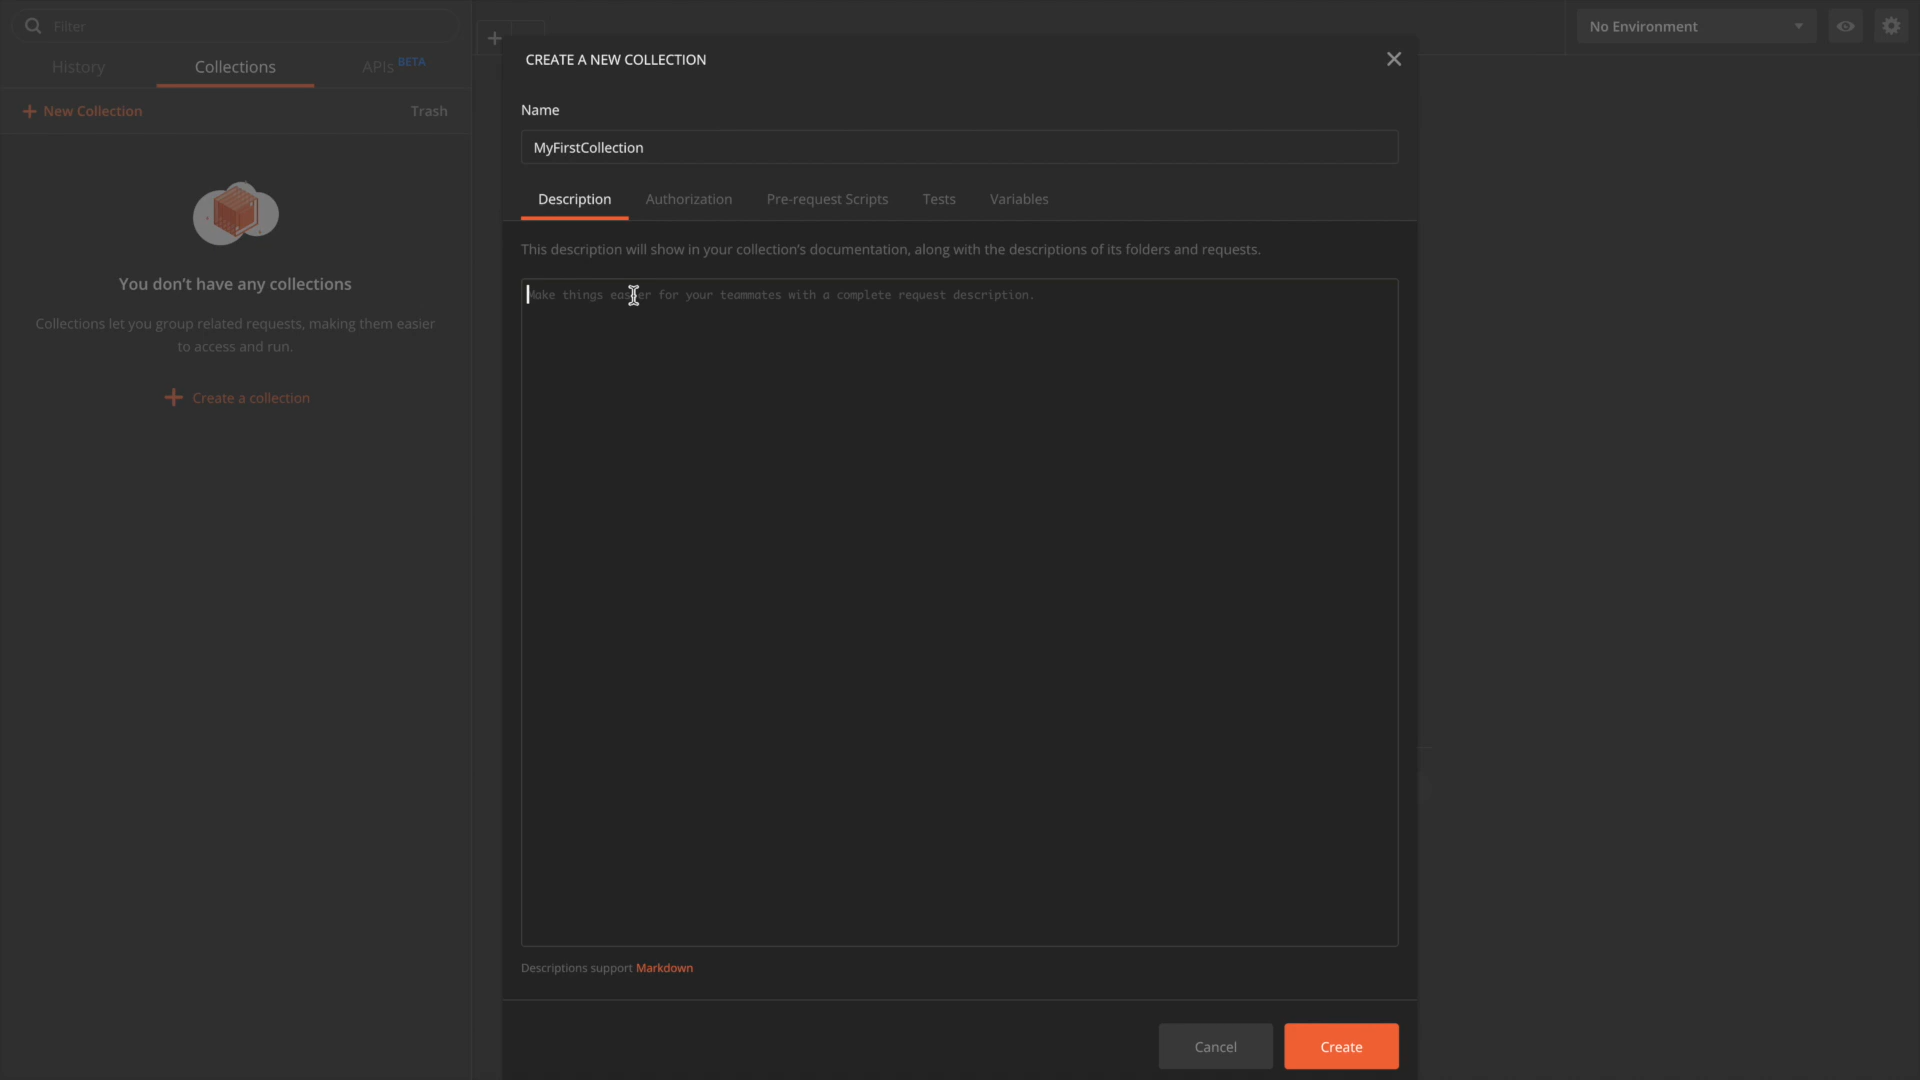 Filter
No Environment
History
Collections
APIs BETA
+ New Collection
Trash
You don’t have any collections
Collections let you group related requests, making them easier
to access and run.
+ Create a collection
CREATE A NEW COLLECTION
Name
MyFirstCollection
Description
Authorization
Pre-request Scripts
Tests
Variables
This description will show in your collection’s documentation, along with the descriptions of its folders and requests.
Make things easier for your teammates with a complete request description.
Descriptions support Markdown
Cancel
Create